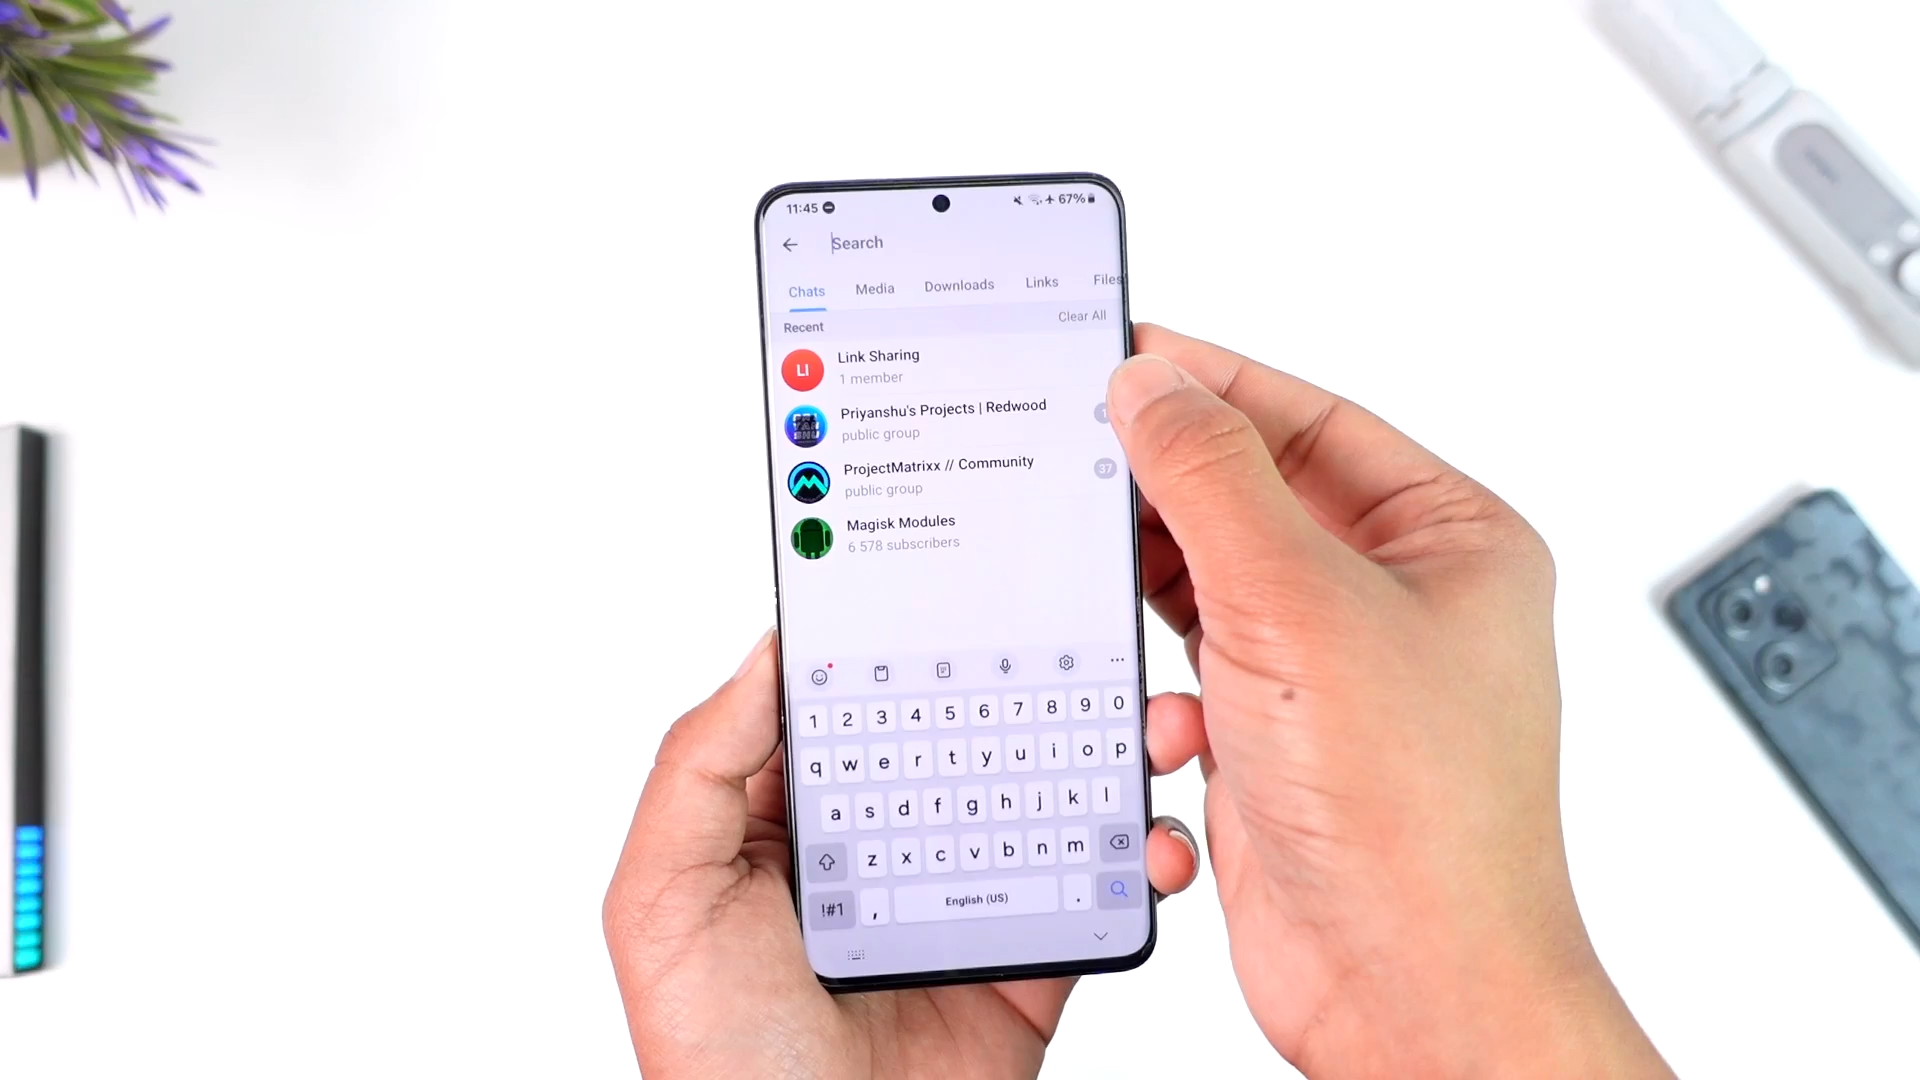 11:45 67%
Search
Chats Media Downloads Links Files
Recent Clear All
LI Link Sharing
1 member
Priyanshu's Projects | Redwood
public group
ProjectMatrixx // Community 37
public group
Magisk Modules
6 578 subscribers
1 2 3 4 5 6 7 8 9 0
q w e r t y u i o p
a s d f g h j k l
z x c v b n m
!#1 , English (US) .